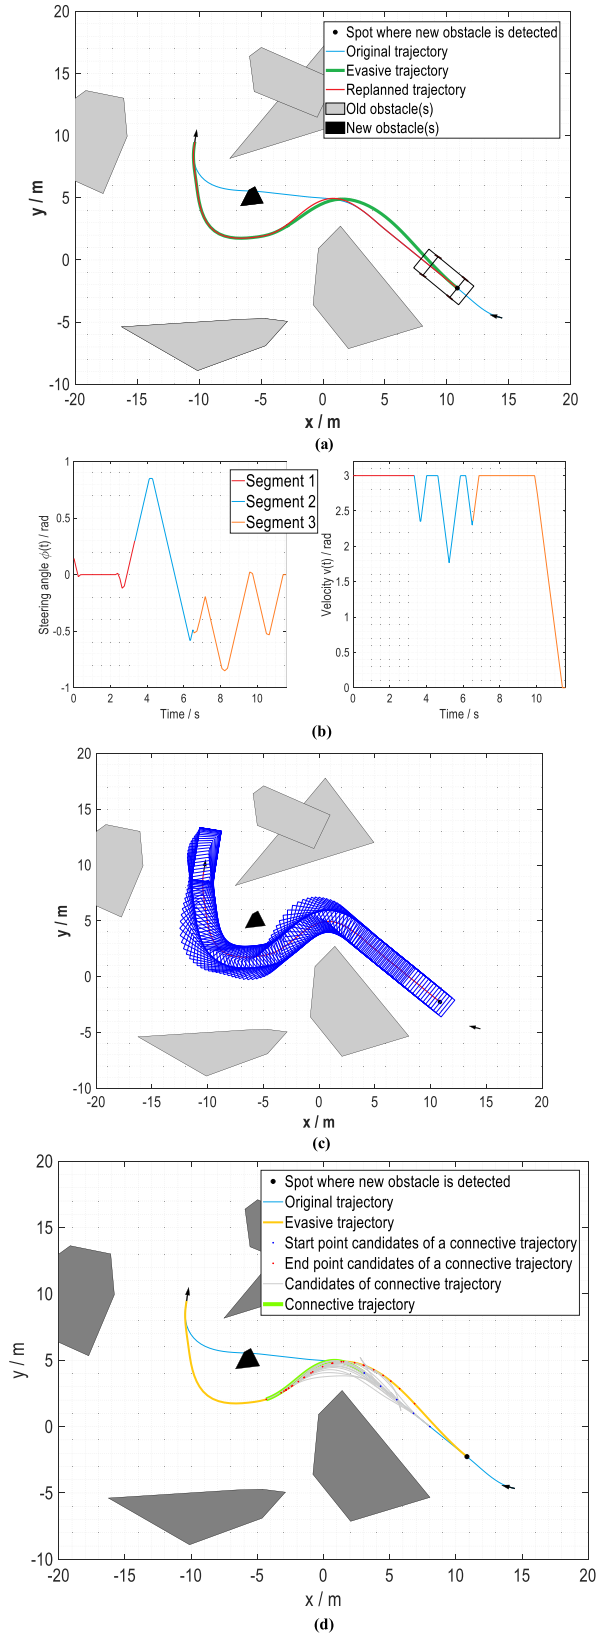 20
15
10
5
0
-5
-10
y / m
Spot where new obstacle is detected
Original trajectory
Evasive trajectory
Replanned trajectory
Old obstacle(s)
New obstacle(s)
-20 -15 -10 -5 0 5 10 15 20
x / m
(a)
1
0.5
0
-0.5
-1
Steering angle ϕ(t) / rad
Segment 1
Segment 2
Segment 3
0 2 4 6 8 10
Time / s
3
2.5
2
1.5
1
0.5
0
Velocity v(t) / rad
0 2 4 6 8 10
Time / s
(b)
20
15
10
5
0
-5
-10
y / m
-20 -15 -10 -5 0 5 10 15 20
x / m
(c)
20
15
10
5
0
-5
-10
y / m
Spot where new obstacle is detected
Original trajectory
Evasive trajectory
Start point candidates of a connective trajectory
End point candidates of a connective trajectory
Candidates of connective trajectory
Connective trajectory
-20 -15 -10 -5 0 5 10 15 20
x / m
(d)